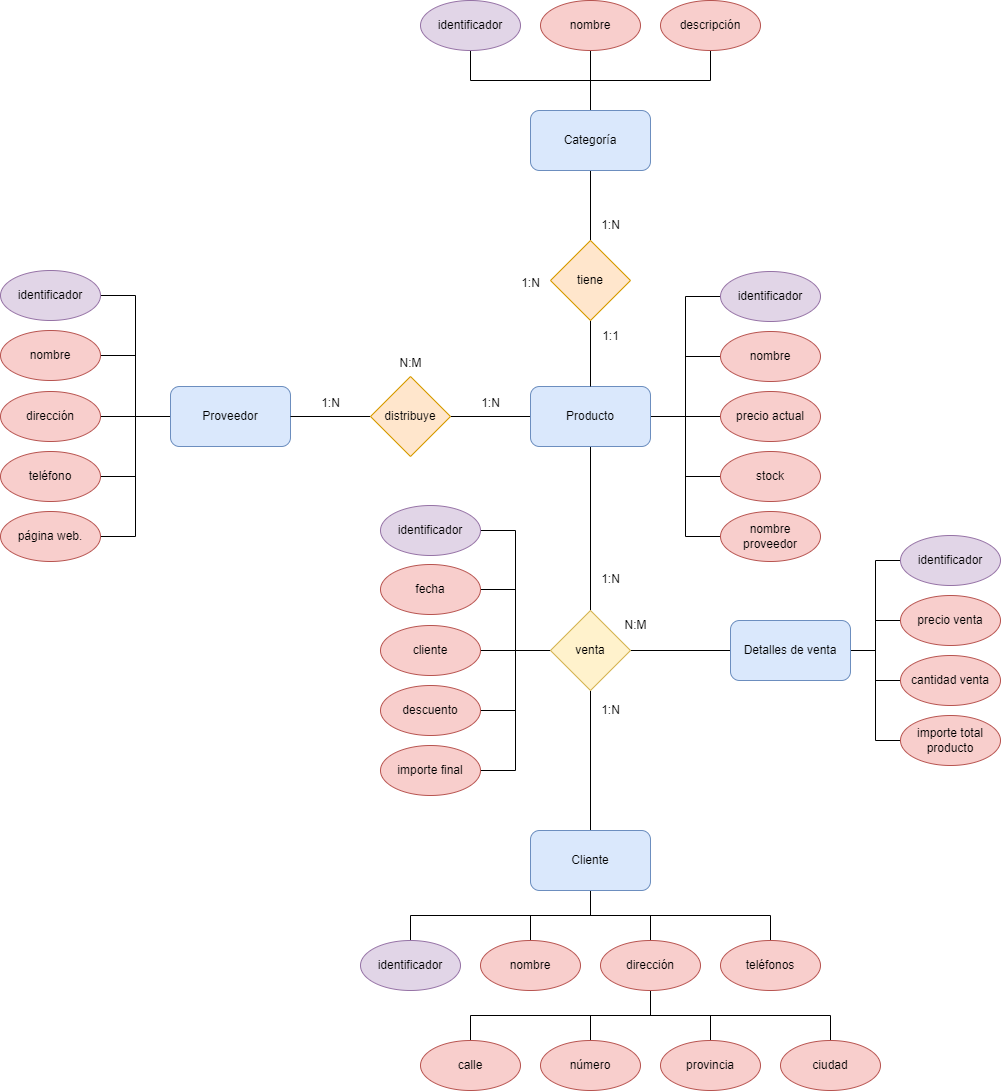 identificador
nombre
descripción
Categoría
1:N
tiene
1:N
1:1
identificador
nombre
dirección
teléfono
página web.
Proveedor
1:N
N:M
distribuye
1:N
Producto
identificador
nombre
precio actual
stock
nombre
proveedor
identificador
fecha
cliente
descuento
importe final
1:N
N:M
venta
1:N
Detalles de venta
identificador
precio venta
cantidad venta
importe total
producto
Cliente
identificador
nombre
dirección
teléfonos
calle
número
provincia
ciudad